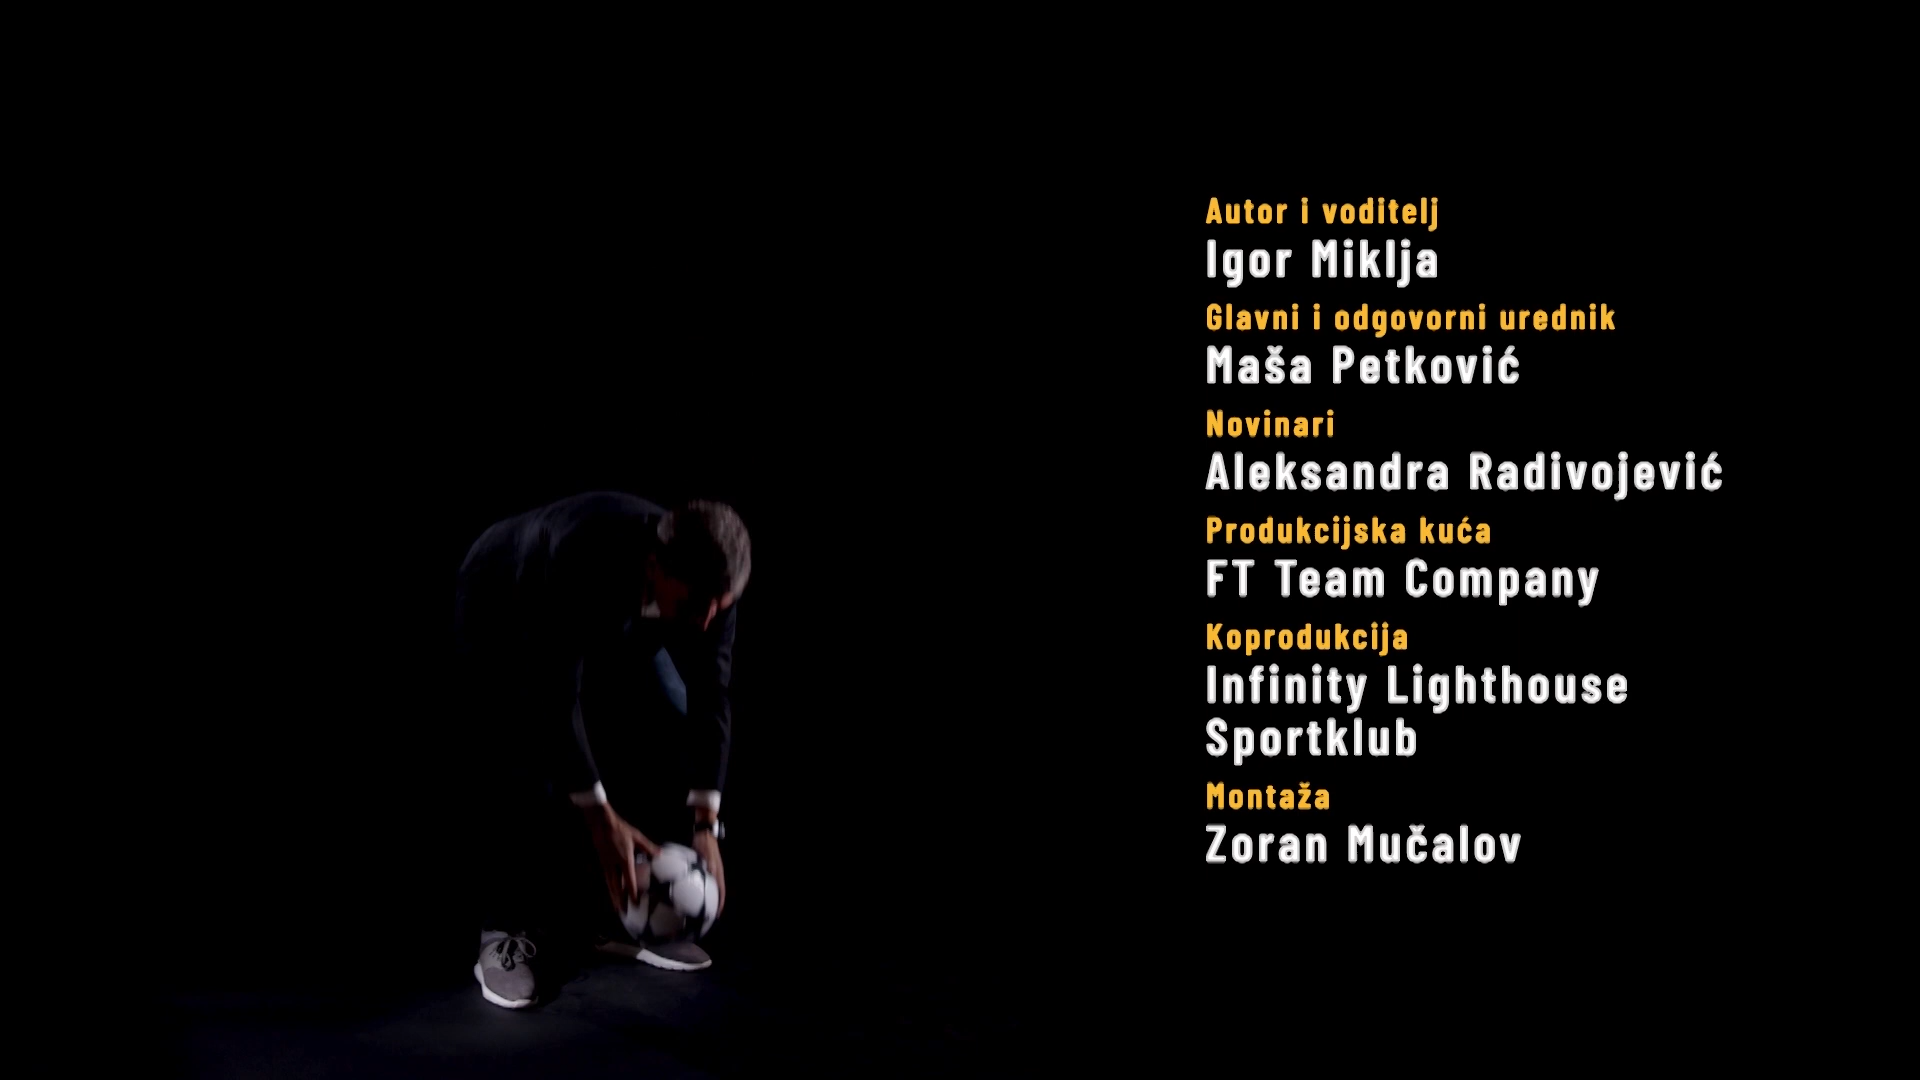 Autor i voditelj
Igor Miklja
Glavni i odgovorni urednik
Maša Petković
Novinari
Aleksandra Radivojević
Produkcijska kuća
FT Team Company
Koprodukcija
Infinity Lighthouse
Sportklub
Montaža
Zoran Mučalov